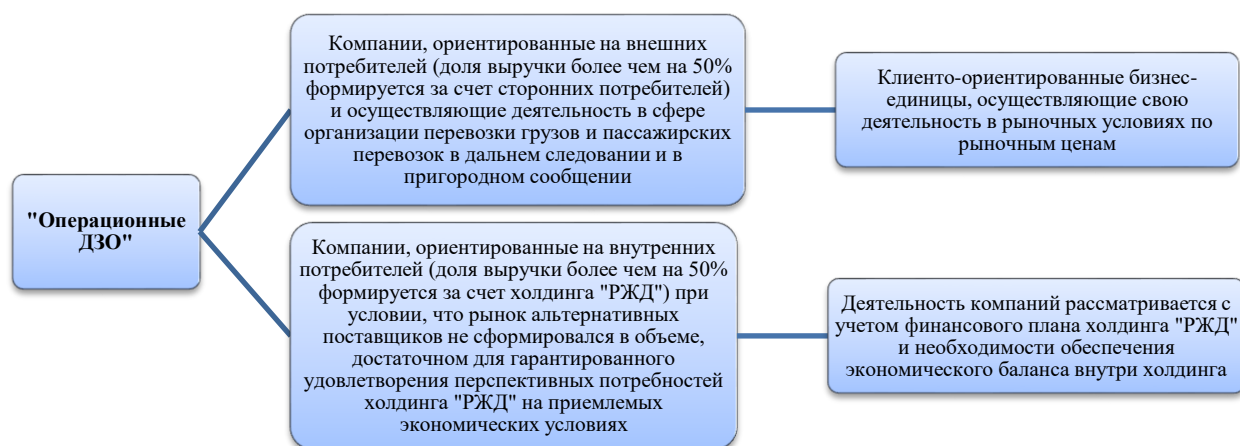 "Операционные
ДЗО"
Компании, ориентированные на внешних
потребителей (доля выручки более чем на 50%
формируется за счет сторонних потребителей)
и осуществляющие деятельность в сфере
организации перевозки грузов и пассажирских
перевозок в дальнем следовании и в
пригородном сообщении
Клиенто-ориентированные бизнес-
единицы, осуществляющие свою
деятельность в рыночных условиях по
рыночным ценам
Компании, ориентированные на внутренних
потребителей (доля выручки более чем на 50%
формируется за счет холдинга "РЖД") при
условии, что рынок альтернативных
поставщиков не сформировался в объеме,
достаточном для гарантированного
удовлетворения перспективных потребностей
холдинга "РЖД" на приемлемых
экономических условиях
Деятельность компаний рассматривается с
учетом финансового плана холдинга "РЖД"
и необходимости обеспечения
экономического баланса внутри холдинга